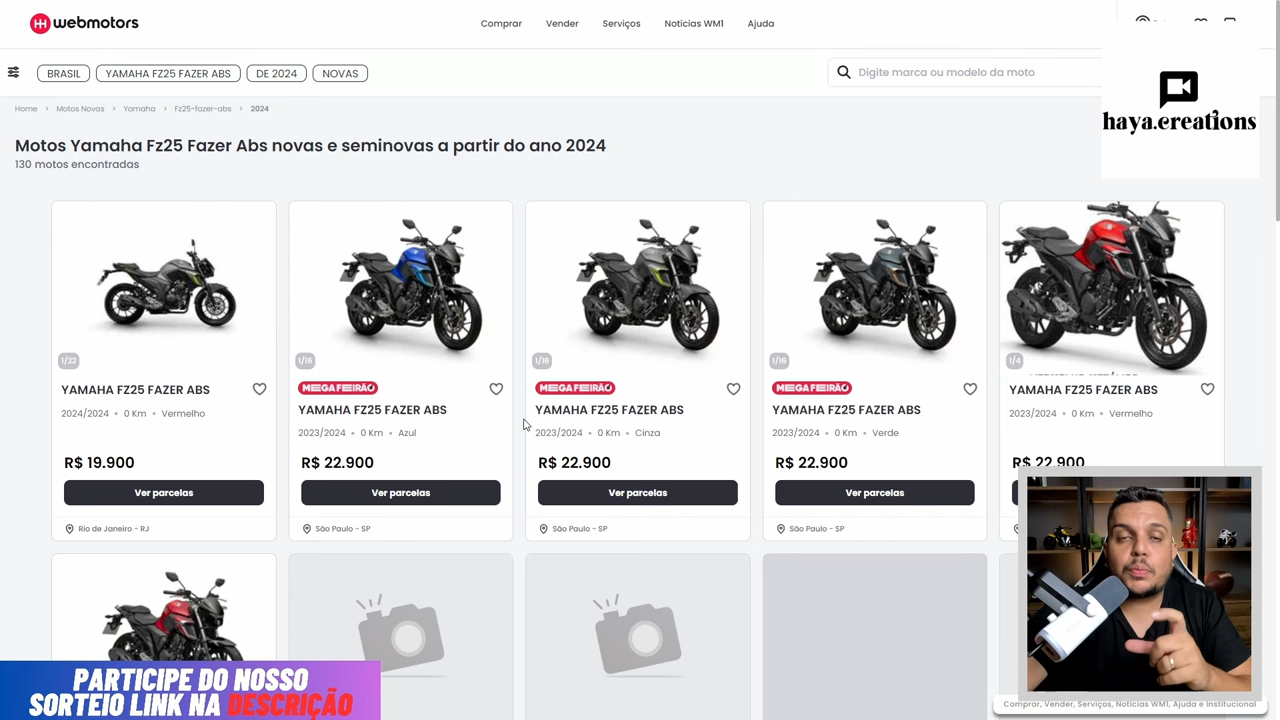 webmotors
Comprar
Vender
Serviços
Notícias WM1
Ajuda
BRASIL
YAMAHA FZ25 FAZER ABS
DE 2024
NOVAS
Digite marca ou modelo da moto
haya.creations
Home > Motos Novas > Yamaha > Fz25-fazer-abs > 2024
Motos Yamaha Fz25 Fazer Abs novas e seminovas a partir do ano 2024
130 motos encontradas
1/22
YAMAHA FZ25 FAZER ABS
2024/2024 • 0 Km • Vermelho
R$ 19.900
Ver parcelas
Rio de Janeiro - RJ
1/16
MEGA FEIRÃO
YAMAHA FZ25 FAZER ABS
2023/2024 • 0 Km • Azul
R$ 22.900
Ver parcelas
São Paulo - SP
1/16
MEGA FEIRÃO
YAMAHA FZ25 FAZER ABS
2023/2024 • 0 Km • Cinza
R$ 22.900
Ver parcelas
São Paulo - SP
1/16
MEGA FEIRÃO
YAMAHA FZ25 FAZER ABS
2023/2024 • 0 Km • Verde
R$ 22.900
Ver parcelas
São Paulo - SP
1/4
YAMAHA FZ25 FAZER ABS
2024/2024 • 0 Km • Vermelho
R$ 22.900
PARTICIPE DO NOSSO
SORTEIO LINK NA DESCRIÇÃO
Comprar, Vender, Serviços, Notícias WM1, Ajuda e Institucional